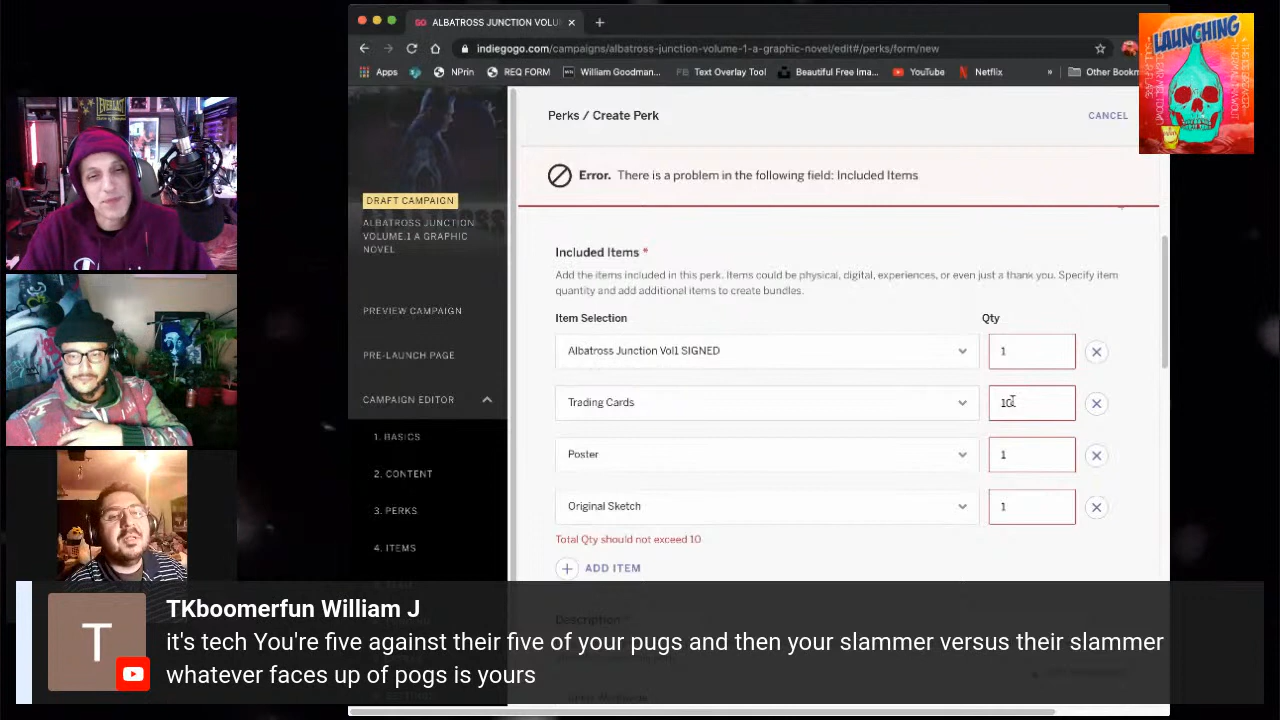 ALBATROSS JUNCTION VOLU
indiegogo.com/campaigns/albatross-junction-volume-1-a-graphic-novel/edit#/perks/form/new
Apps
NPrin
REQ FORM
William Goodman...
Text Overlay Tool
Beautiful Free Ima...
YouTube
Netflix
»
Other Bookm
LAUNCHING
EVERLAST
Perks / Create Perk
CANCEL
Error. There is a problem in the following field: Included Items
DRAFT CAMPAIGN
ALBATROSS JUNCTION
VOLUME.1 A GRAPHIC
NOVEL
PREVIEW CAMPAIGN
PRE-LAUNCH PAGE
CAMPAIGN EDITOR
1. BASICS
2. CONTENT
3. PERKS
4. ITEMS
Included Items *
Add the items included in this perk. Items could be physical, digital, experiences, or even just a thank you. Specify item
quantity and add additional items to create bundles.
Item Selection
Qty
Albatross Junction Vol1 SIGNED
1
Trading Cards
10
Poster
1
Original Sketch
1
Total Qty should not exceed 10
ADD ITEM
Description
T
TKboomerfun William J
it's tech You're five against their five of your pugs and then your slammer versus their slammer
whatever faces up of pogs is yours